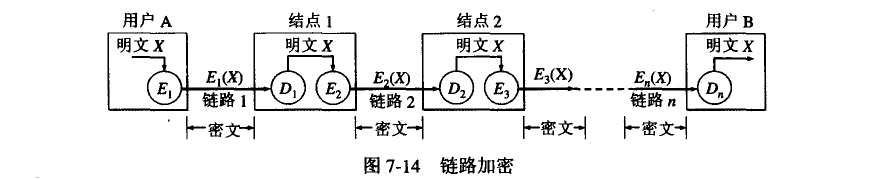 用户 A 结点 1 结点 2 用户 B
明文 X 明文 X 明文 X 明文 X
E₁(X) E₂(X) E₃(X) Eₙ(X)
E₁ D₁ E₂ D₂ E₃ Dₙ
链路 1 链路 2 链路 n
密文 密文 密文 密文
图 7-14 链路加密